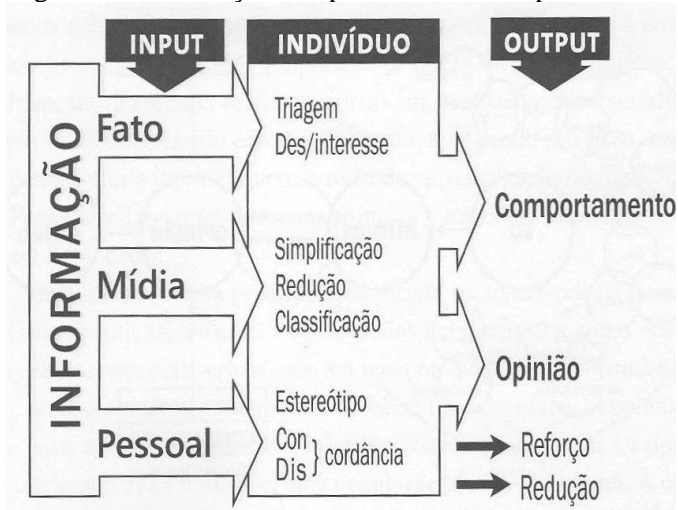 INPUT
INDIVÍDUO
OUTPUT
INFORMAÇÃO
Fato
Mídia
Pessoal
Triagem
Des/interesse
Simplificação
Redução
Classificação
Estereótipo
Con
Dis } cordância
Comportamento
Opinião
Reforço
Redução